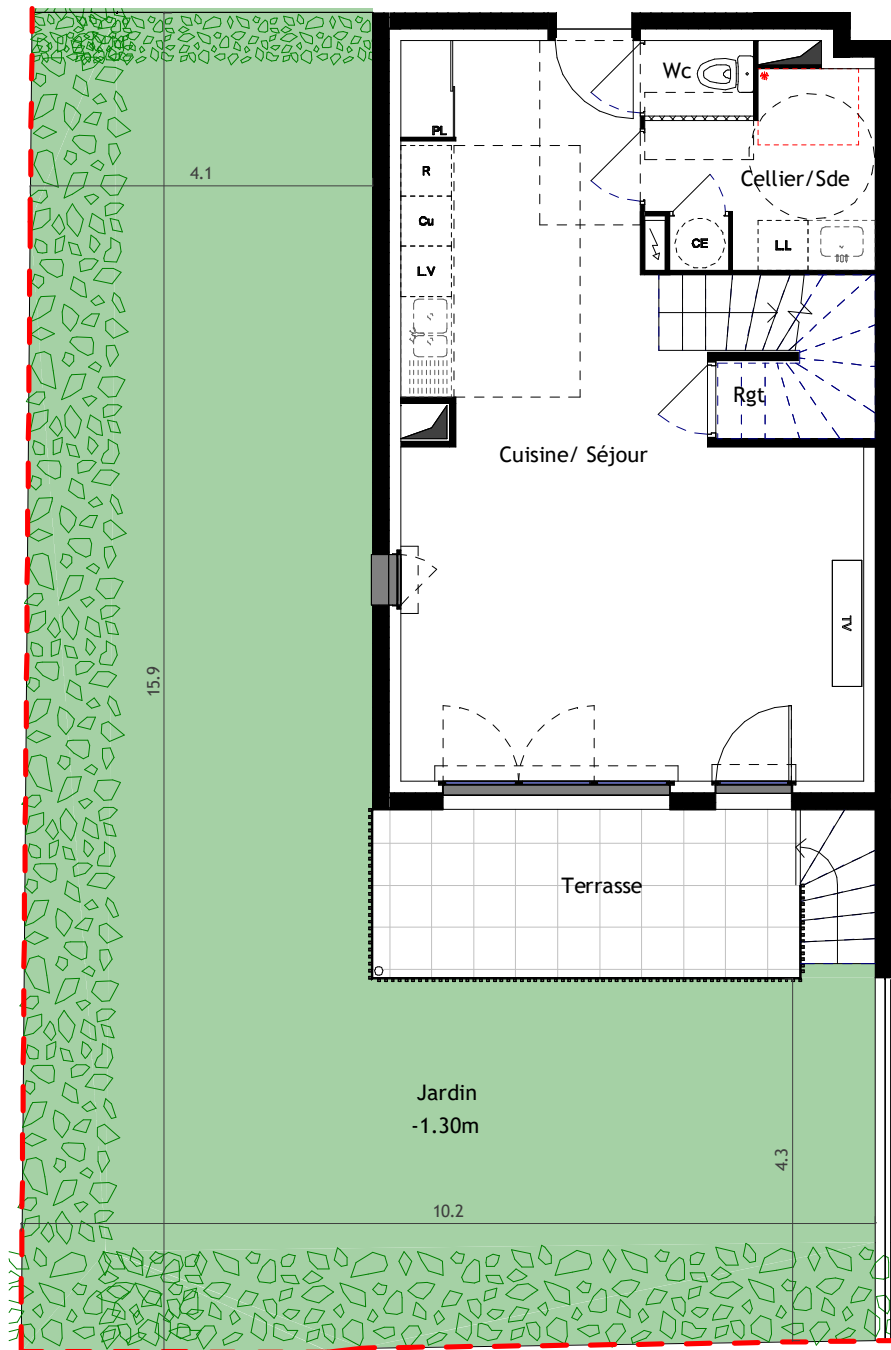 Wc
PL
4.1
R
Cellier/Sde
Cu
CE
LL
LV
Rgt
Cuisine/ Séjour
TV
15.9
Terrasse
Jardin
-1.30m
4.3
10.2